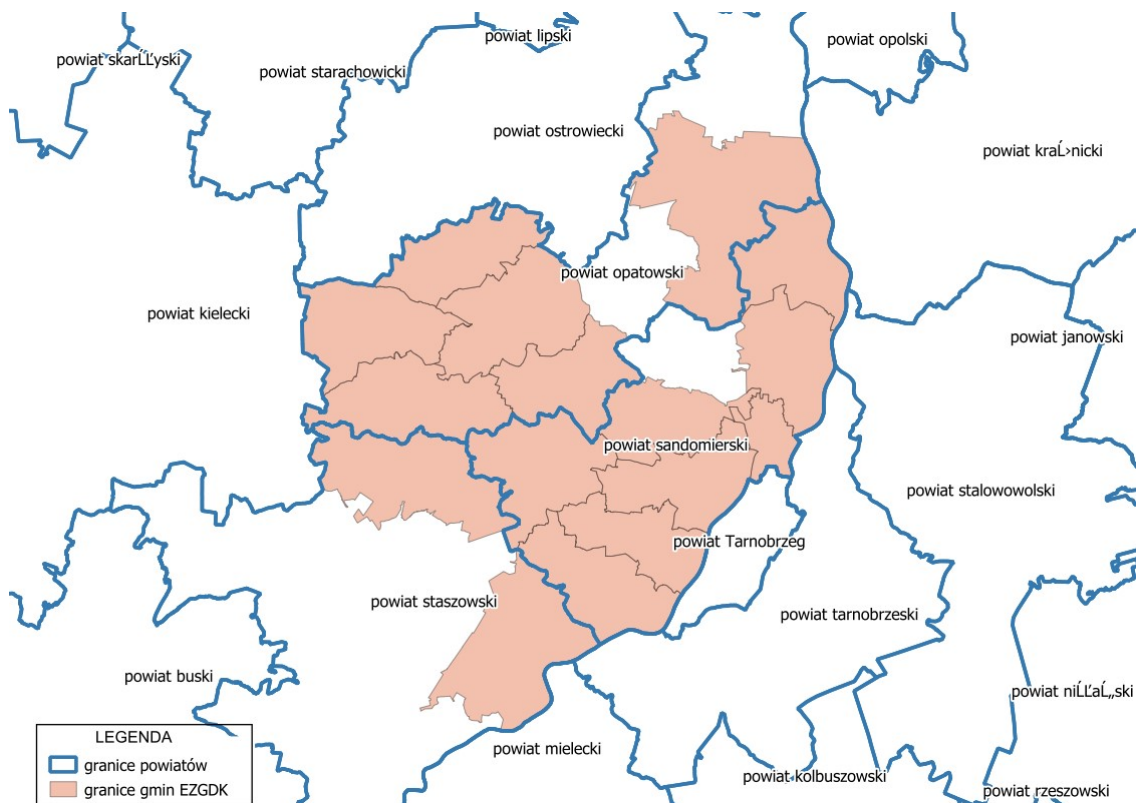 powiat lipski
powiat opolski
powiat skarĹĽyski
powiat starachowicki
powiat ostrowiecki
powiat kraĹ›nicki
powiat opatowski
powiat kielecki
powiat janowski
powiat sandomierski
powiat stalowowolski
powiat Tarnobrzeg
powiat staszowski
powiat tarnobrzeski
powiat buski
powiat niĹĽaĹ„ski
powiat mielecki
powiat kolbuszowski
powiat rzeszowski
LEGENDA
granice powiatów
granice gmin EZGDK